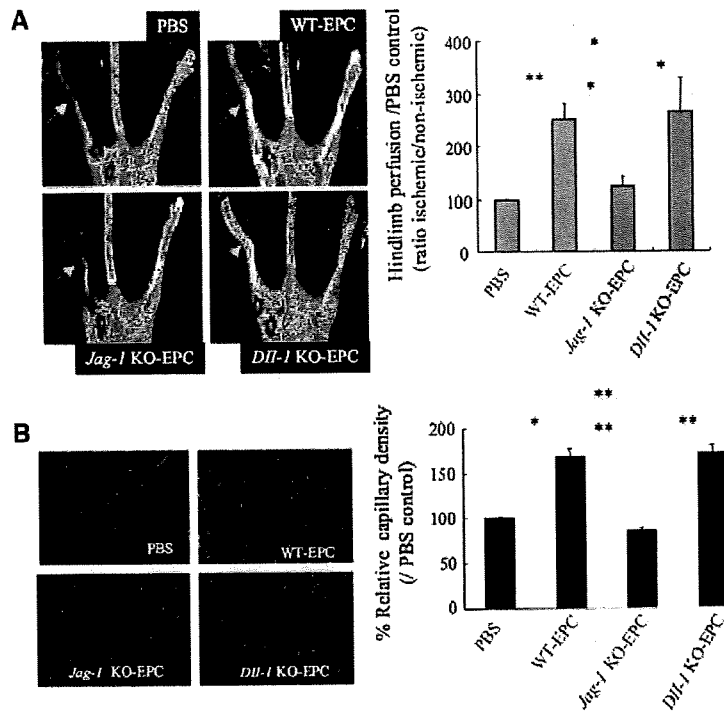 A
PBS
WT-EPC
Jag-1 KO-EPC
Dll-1 KO-EPC
Hindlimb perfusion /PBS control
(ratio ischemic/non-ischemic)
400
300
200
100
0
**
*
*
*
PBS
WT-EPC
Jag-1 KO-EPC
Dll-1 KO-EPC
B
PBS
WT-EPC
Jag-1 KO-EPC
Dll-1 KO-EPC
% Relative capillary density
(/ PBS control)
200
150
100
50
0
*
**
**
**
PBS
WT-EPC
Jag-1 KO-EPC
Dll-1 KO-EPC